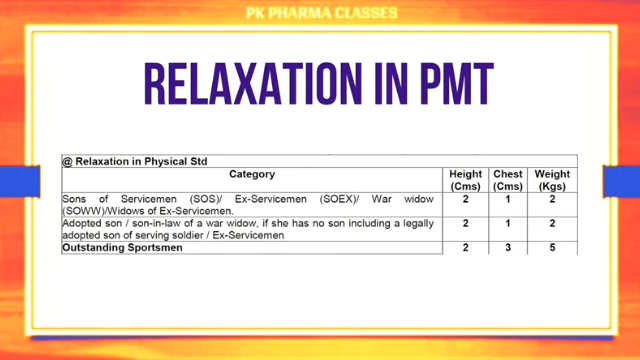 PK PHARMA CLASSES
RELAXATION IN PMT
@ Relaxation in Physical Std
Category Height (Cms) Chest (Cms) Weight (Kgs)
Sons of Servicemen (SOS)/ Ex-Servicemen (SOEX)/ War widow 2 1 2
(SOWW)/Widows of Ex-Servicemen.
Adopted son / son-in-law of a war widow, if she has no son including a legally 2 1 2
adopted son of serving soldier / Ex-Servicemen
Outstanding Sportsmen 2 3 5